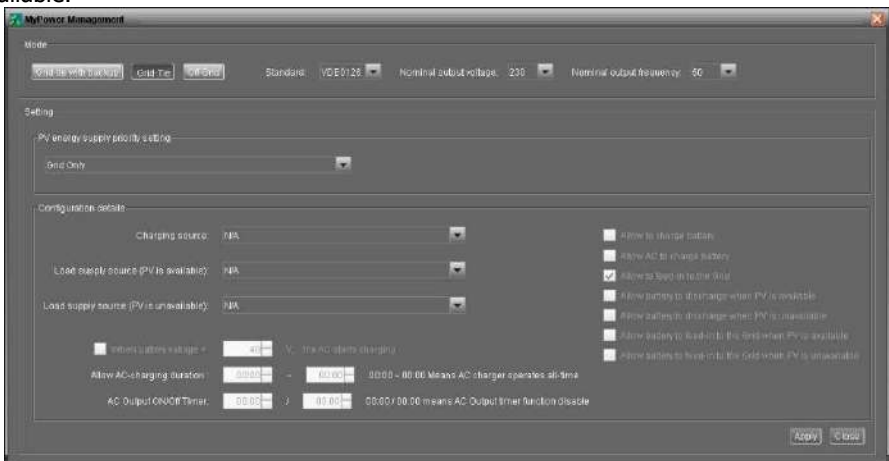 MyPower Management
Mode
Grid-tie with backup Grid-Tie Off-Grid Standard: VDE0126 Nominal output voltage: 230 Nominal output frequency: 50
Setting
PV energy supply priority setting
Grid Only
Configuration details
Charging source: N/A
Allow to charge battery
Allow AC to charge battery
Load supply source (PV is available): N/A
Allow to feed-in to the Grid
Allow battery to discharge when PV is available
Load supply source (PV is unavailable): N/A
Allow battery to discharge when PV is unavailable
Allow battery to feed-in to the Grid when PV is available
When battery voltage < V, the AC starts charging
Allow battery to feed-in to the Grid when PV is unavailable
Allow AC-charging duration: 00:00 ~ 00:00 00:00 ~ 00:00 Means AC charger operates all-time
AC Output ON/Off Timer: 00:00 / 00:00 00:00 / 00:00 means AC Output timer function disable
Apply Close